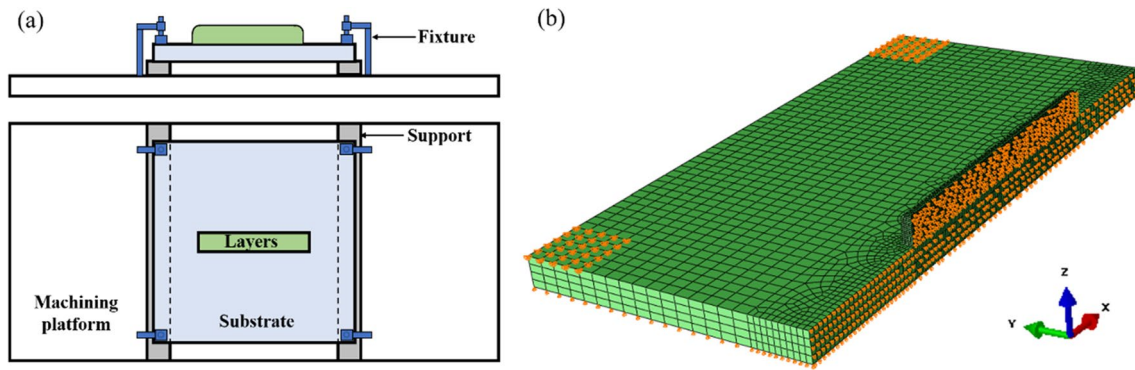 (a)
Fixture
Support
Layers
Machining
platform
Substrate
(b)
Z
X
Y